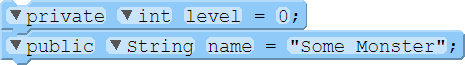 private int level = 0;
public String name = "Some Monster";